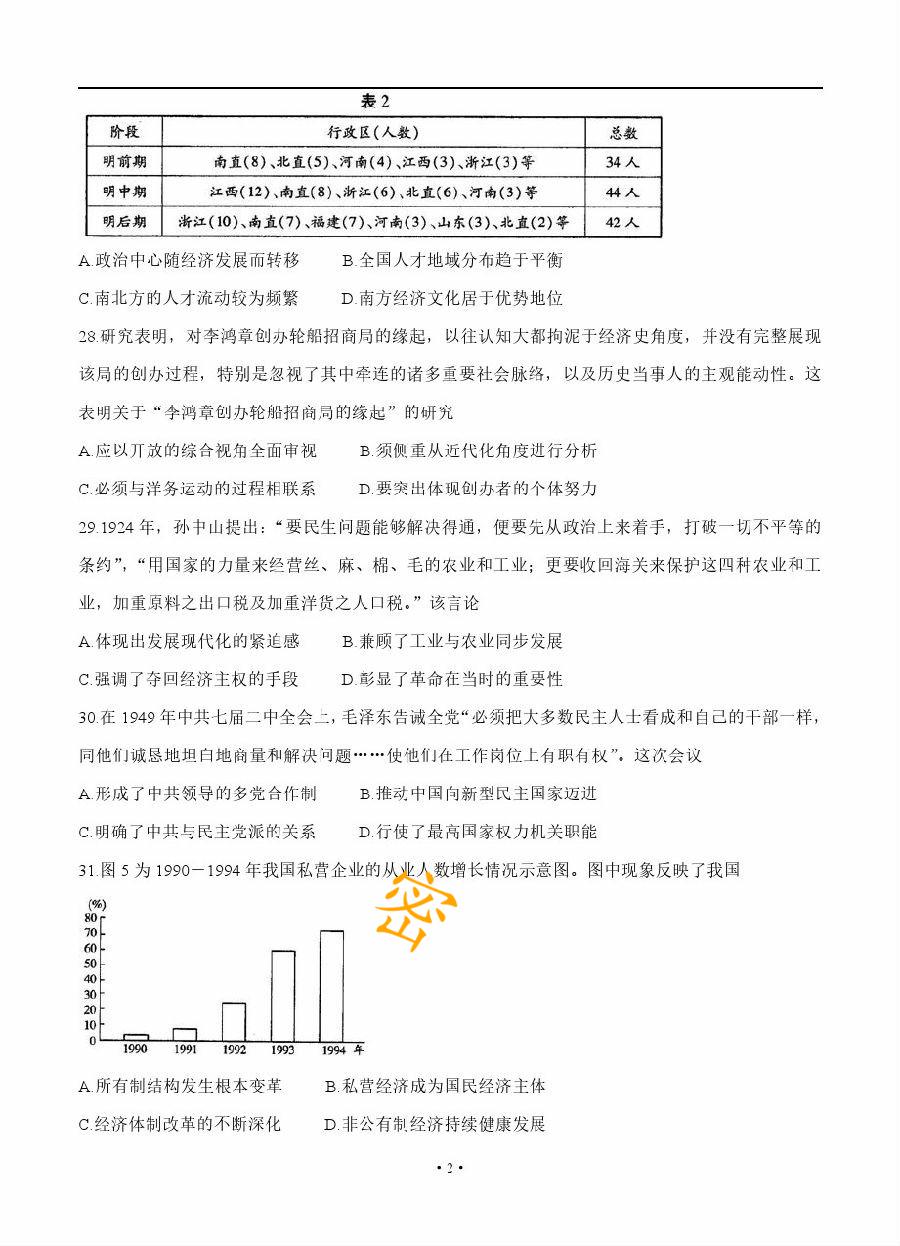 表2
阶段 行政区(人数) 总数
明前期 南直(8)、北直(5)、河南(4)、江西(3)、浙江(3)等 34人
明中期 江西(12)、南直(8)、浙江(6)、北直(6)、河南(3)等 44人
明后期 浙江(10)、南直(7)、福建(7)、河南(3)、山东(3)、北直(2)等 42人
A.政治中心随经济发展而转移 B.全国人才地域分布趋于平衡
C.南北方的人才流动较为频繁 D.南方经济文化居于优势地位
28.研究表明，对李鸿章创办轮船招商局的缘起，以往认知大都拘泥于经济史角度，并没有完整展现
该局的创办过程，特别是忽视了其中牵连的诸多重要社会脉络，以及历史当事人的主观能动性。这
表明关于“李鸿章创办轮船招商局的缘起”的研究
A.应以开放的综合视角全面审视 B.须侧重从近代化角度进行分析
C.必须与洋务运动的过程相联系 D.要突出体现创办者的个体努力
29.1924年，孙中山提出：“要民生问题能够解决得通，便要先从政治上来着手，打破一切不平等的
条约”，“用国家的力量来经营丝、麻、棉、毛的农业和工业；更要收回海关来保护这四种农业和工
业，加重原料之出口税及加重洋货之人口税。”该言论
A.体现出发展现代化的紧迫感 B.兼顾了工业与农业同步发展
C.强调了夺回经济主权的手段 D.彰显了革命在当时的重要性
30.在1949年中共七届二中全会上，毛泽东告诫全党“必须把大多数民主人士看成和自己的干部一样，
同他们诚恳地坦白地商量和解决问题……使他们在工作岗位上有职有权”。这次会议
A.形成了中共领导的多党合作制 B.推动中国向新型民主国家迈进
C.明确了中共与民主党派的关系 D.行使了最高国家权力机关职能
31.图5为1990－1994年我国私营企业的从业人数增长情况示意图。图中现象反映了我国
密
(%)
80
70
60
50
40
30
20
10
0
1990 1991 1992 1993 1994 年
A.所有制结构发生根本变革 B.私营经济成为国民经济主体
C.经济体制改革的不断深化 D.非公有制经济持续健康发展
·2·